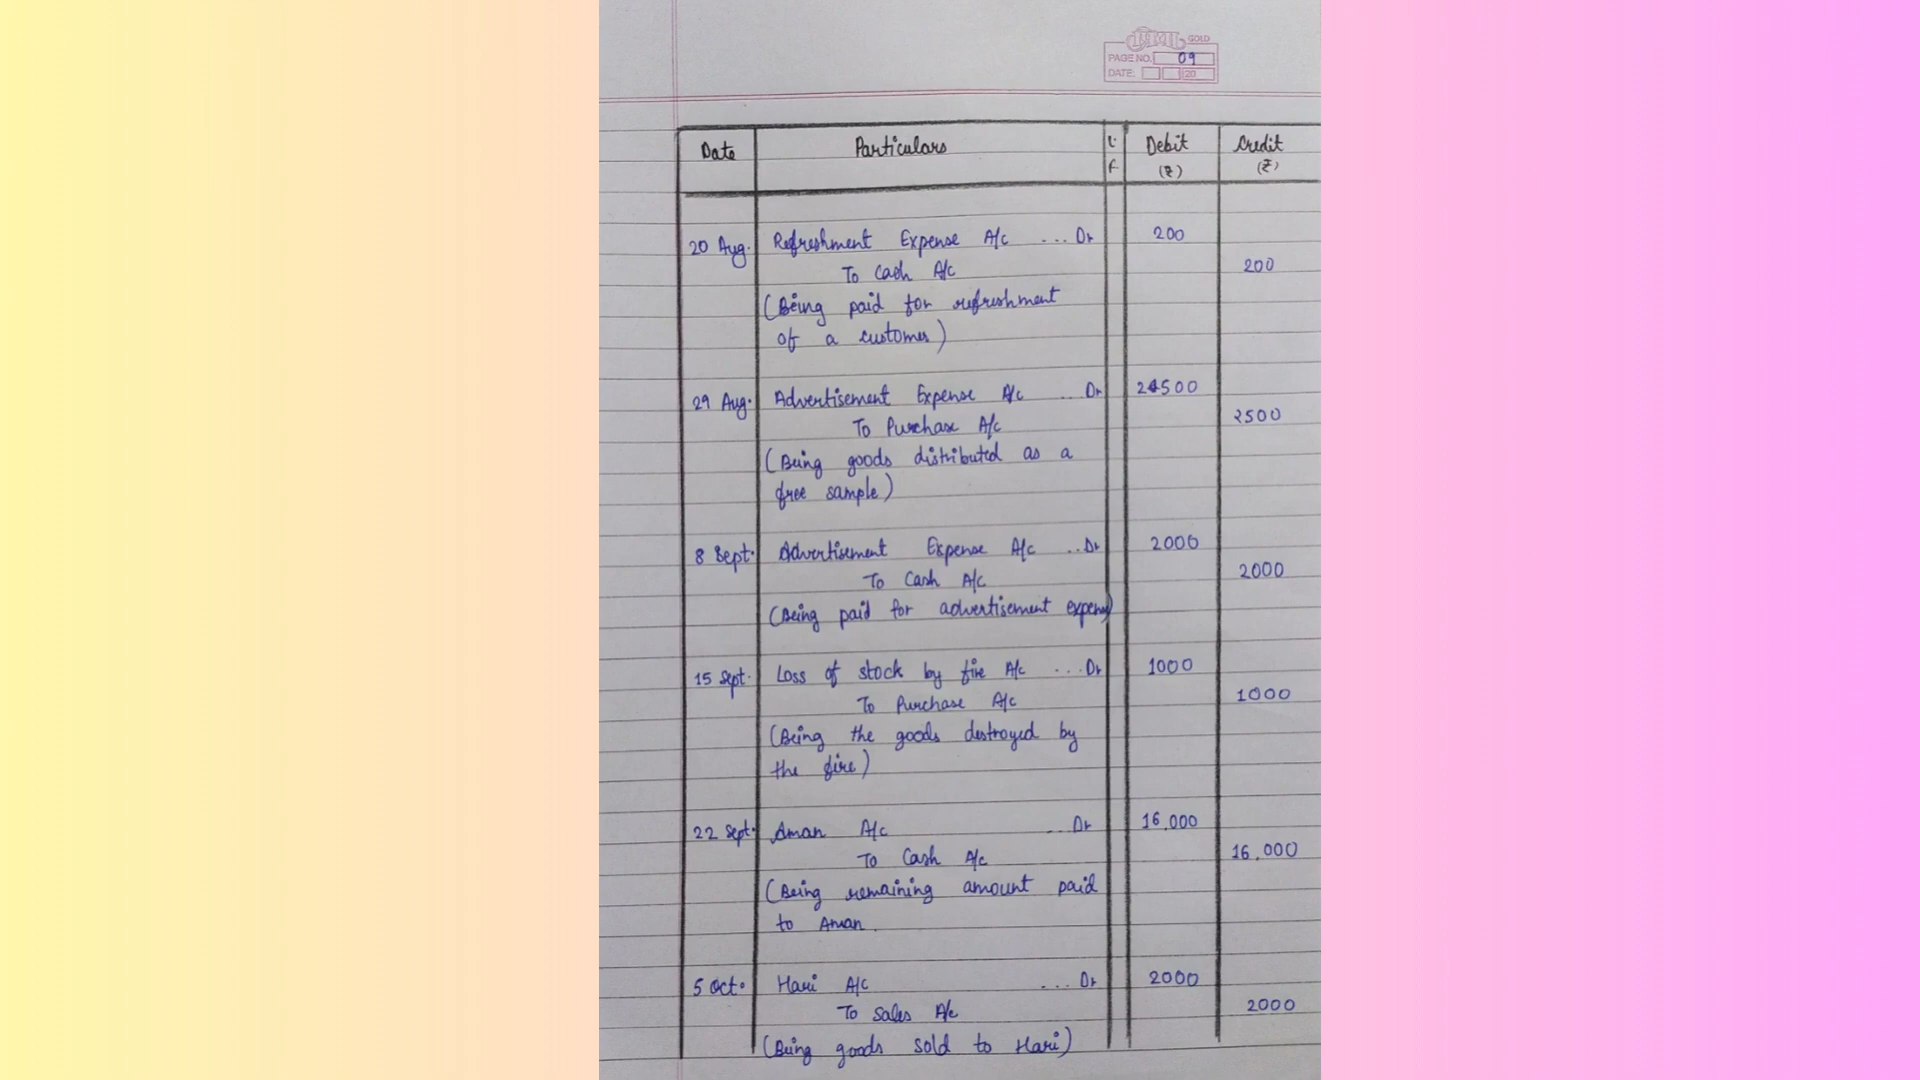 GOLD
PAGE NO. 09
DATE: 20
Date Particulars L. F Debit (₹) Credit (₹)
20 Aug. Refreshment Expense A/c ... Dr 200
To Cash A/c 200
(Being paid for refreshment
of a customer)
29 Aug. Advertisement Expense A/c .. Dr 24500
To Purchase A/c 2500
(Being goods distributed as a
free sample)
8 Sept. Advertisement Expense A/c ..Dr 2000
To Cash A/c 2000
(Being paid for advertisement expense)
15 Sept. Loss of stock by fire A/c ...Dr 1000
To Purchase A/c 1000
(Being the goods destroyed by
the fire)
22 Sept. Aman A/c ...Dr 16,000
To Cash A/c 16,000
(Being remaining amount paid
to Aman.
5 Oct. Hari A/c ... Dr 2000
To Sales A/c 2000
(Being goods sold to Hari)